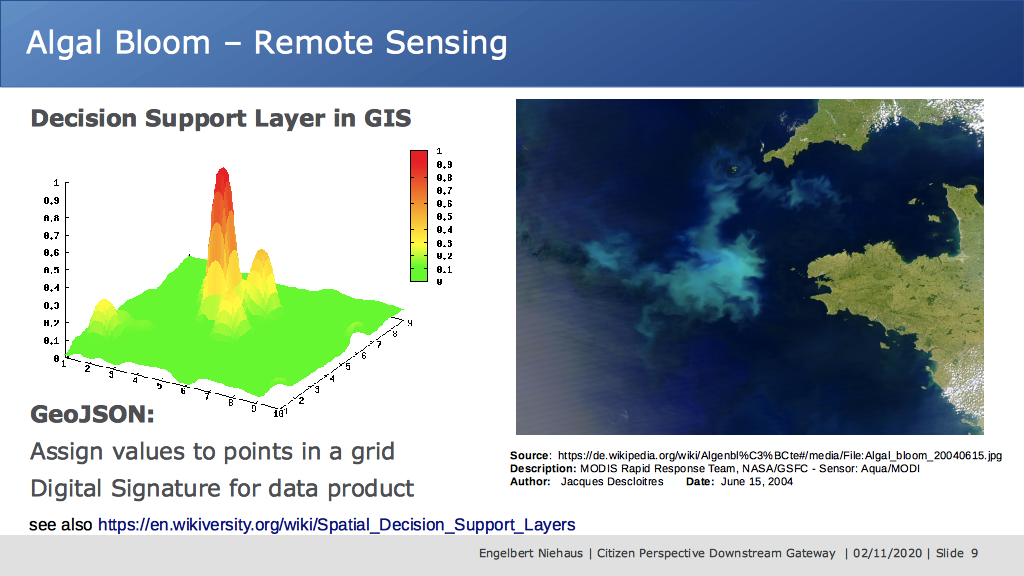 Algal Bloom – Remote Sensing
Decision Support Layer in GIS
1
0.9
0.8
0.7
0.6
0.5
0.4
0.3
0.2
0.1
0
1
0.9
0.8
0.7
0.6
0.5
0.4
0.3
0.2
0.1
0
1 2 3 4 5 6 7 8 9 10
1 2 3 4 5 6 7 8 9
GeoJSON:
Assign values to points in a grid
Digital Signature for data product
see also https://en.wikiversity.org/wiki/Spatial_Decision_Support_Layers
Source: https://de.wikipedia.org/wiki/Algenbl%C3%BCte#/media/File:Algal_bloom_20040615.jpg
Description: MODIS Rapid Response Team, NASA/GSFC - Sensor: Aqua/MODI
Author: Jacques Descloitres Date: June 15, 2004
Engelbert Niehaus | Citizen Perspective Downstream Gateway | 02/11/2020 | Slide 9